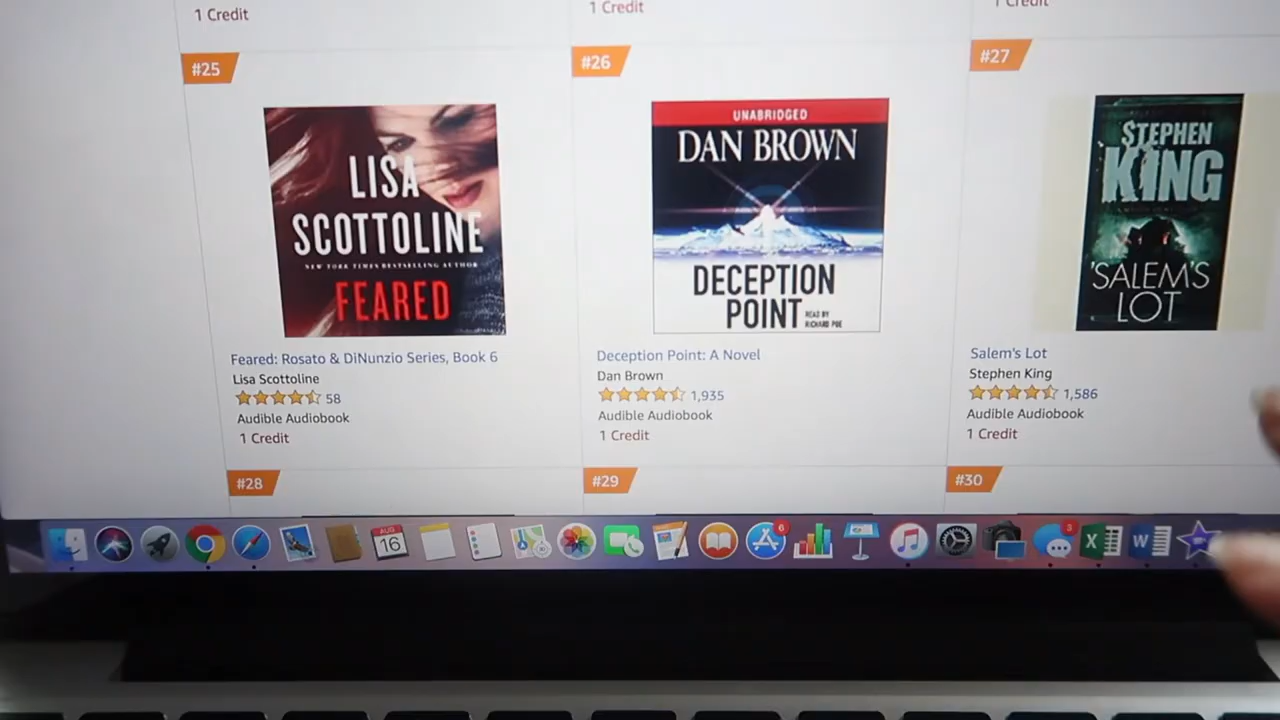 1 Credit
1 Credit
1 Credit
#25
#26
#27
LISA
SCOTTOLINE
NEW YORK TIMES BESTSELLING AUTHOR
FEARED
UNABRIDGED
DAN BROWN
DECEPTION
POINT
READ BY
RICHARD POE
STEPHEN
KING
'SALEM'S
LOT
Feared: Rosato & DiNunzio Series, Book 6
Lisa Scottoline
58
Audible Audiobook
1 Credit
Deception Point: A Novel
Dan Brown
1,935
Audible Audiobook
1 Credit
Salem's Lot
Stephen King
1,586
Audible Audiobook
1 Credit
#28
#29
#30
AUG
16
6
3
X
W